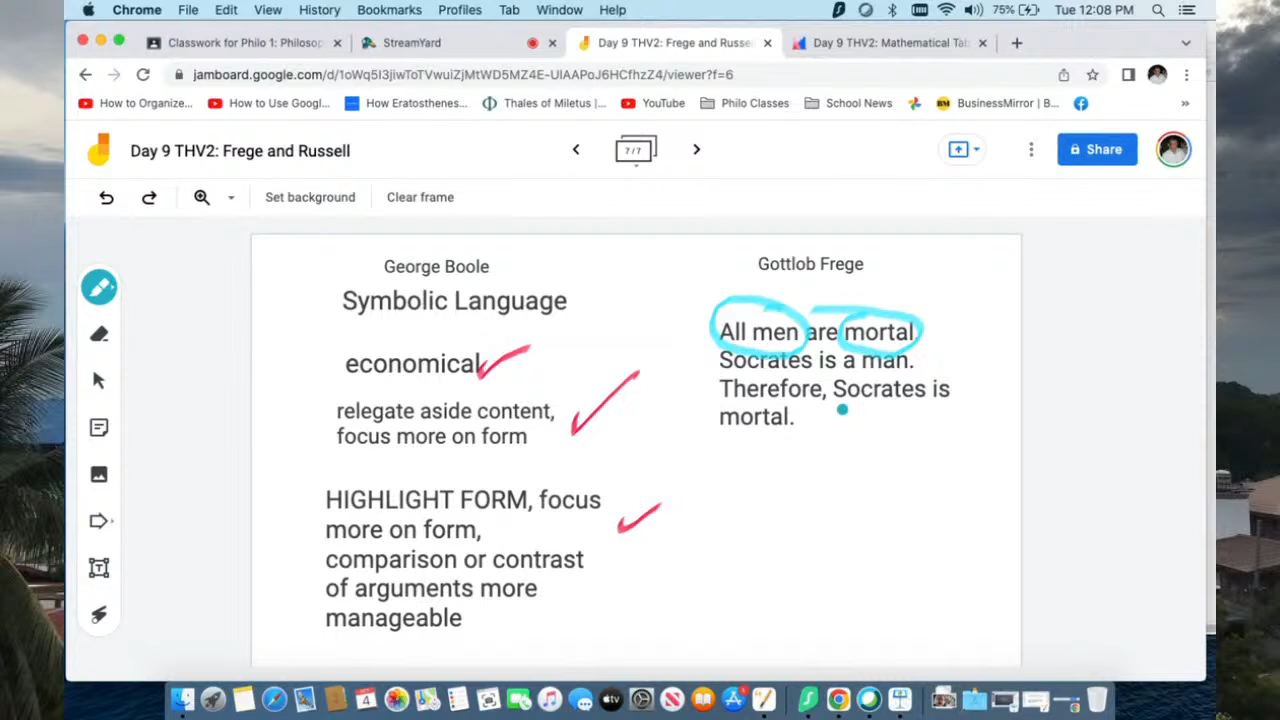 Chrome File Edit View History Bookmarks Profiles Tab Window Help 75% Tue 12:08 PM
Classwork for Philo 1: Philosop
StreamYard
Day 9 THV2: Frege and Russe
Day 9 THV2: Mathematical Tab
jamboard.google.com/d/1oWq5I3jiwToTVwuiZjMtWD5MZ4E-UIAAPoJ6HCfhzZ4/viewer?f=6
How to Organize... How to Use Googl... How Eratosthenes... Thales of Miletus |... YouTube Philo Classes School News BM BusinessMirror | B... »
Day 9 THV2: Frege and Russell
7/7
Share
Set background
Clear frame
George Boole
Symbolic Language
economical
relegate aside content,
focus more on form
HIGHLIGHT FORM, focus
more on form,
comparison or contrast
of arguments more
manageable
Gottlob Frege
All men are mortal.
Socrates is a man.
Therefore, Socrates is
mortal.
4